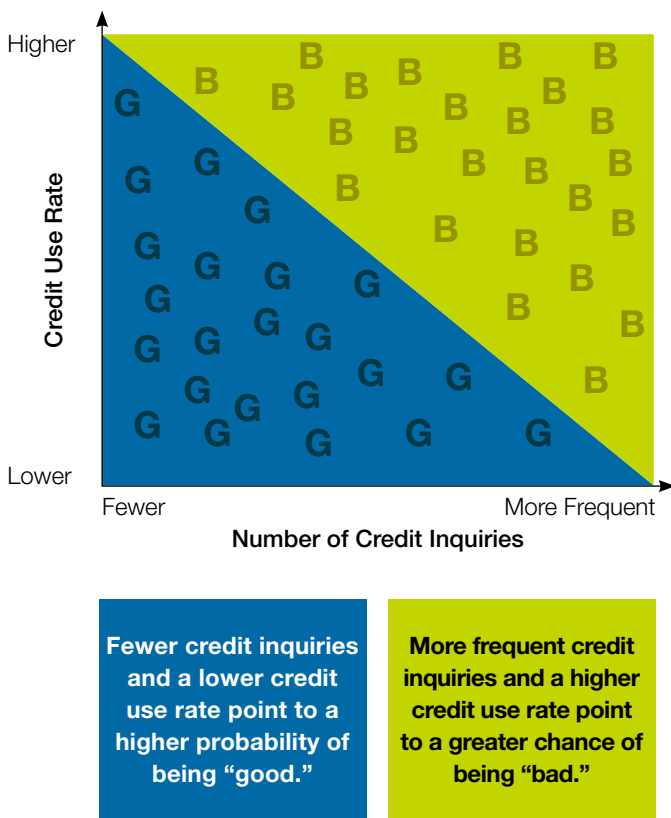 Higher
B
B
B
B
B
B
B
B
B
G
B
B
B
B
B
G
B
B
B
G
B
B
G
B
B
G
B
G
B
G
G
B
G
B
G
B
G
G
G
G
B
G
G
G
G
G
G
G
G
G
G
Credit Use Rate
Lower
Fewer
More Frequent
Number of Credit Inquiries
Fewer credit inquiries
and a lower credit
use rate point to a
higher probability of
being “good.”
More frequent credit
inquiries and a higher
credit use rate point
to a greater chance of
being “bad.”